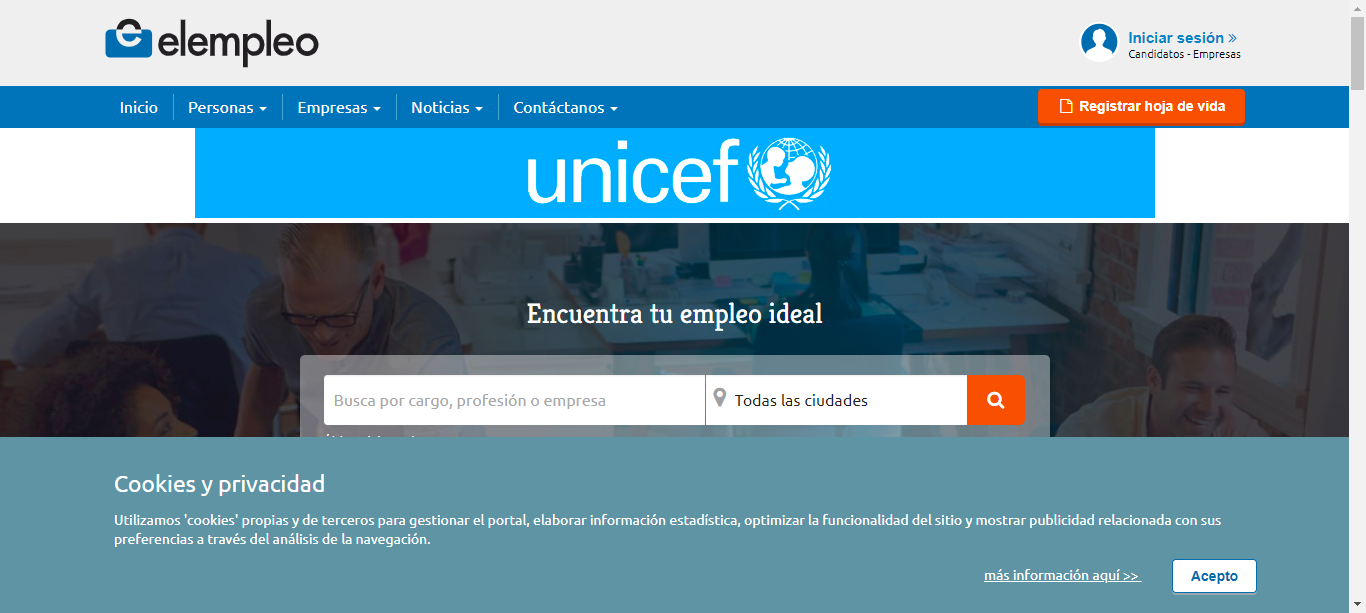 elempleo
Iniciar sesión »
Candidatos - Empresas
Inicio
Personas
Empresas
Noticias
Contáctanos
Registrar hoja de vida
unicef
Encuentra tu empleo ideal
Busca por cargo, profesión o empresa
Todas las ciudades
Cookies y privacidad
Utilizamos 'cookies' propias y de terceros para gestionar el portal, elaborar información estadística, optimizar la funcionalidad del sitio y mostrar publicidad relacionada con sus
preferencias a través del análisis de la navegación.
más información aquí >>
Acepto